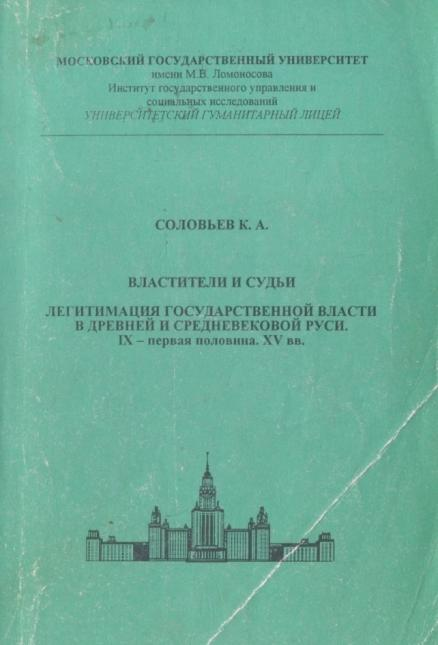 МОСКОВСКИЙ ГОСУДАРСТВЕННЫЙ УНИВЕРСИТЕТ
имени М.В. Ломоносова
Институт государственного управления и
социальных исследований
УНИВЕРСИТЕТСКИЙ ГУМАНИТАРНЫЙ ЛИЦЕЙ
СОЛОВЬЕВ К. А.
ВЛАСТИТЕЛИ И СУДЬИ
ЛЕГИТИМАЦИЯ ГОСУДАРСТВЕННОЙ ВЛАСТИ
В ДРЕВНЕЙ И СРЕДНЕВЕКОВОЙ РУСИ.
IX – первая половина. XV вв.